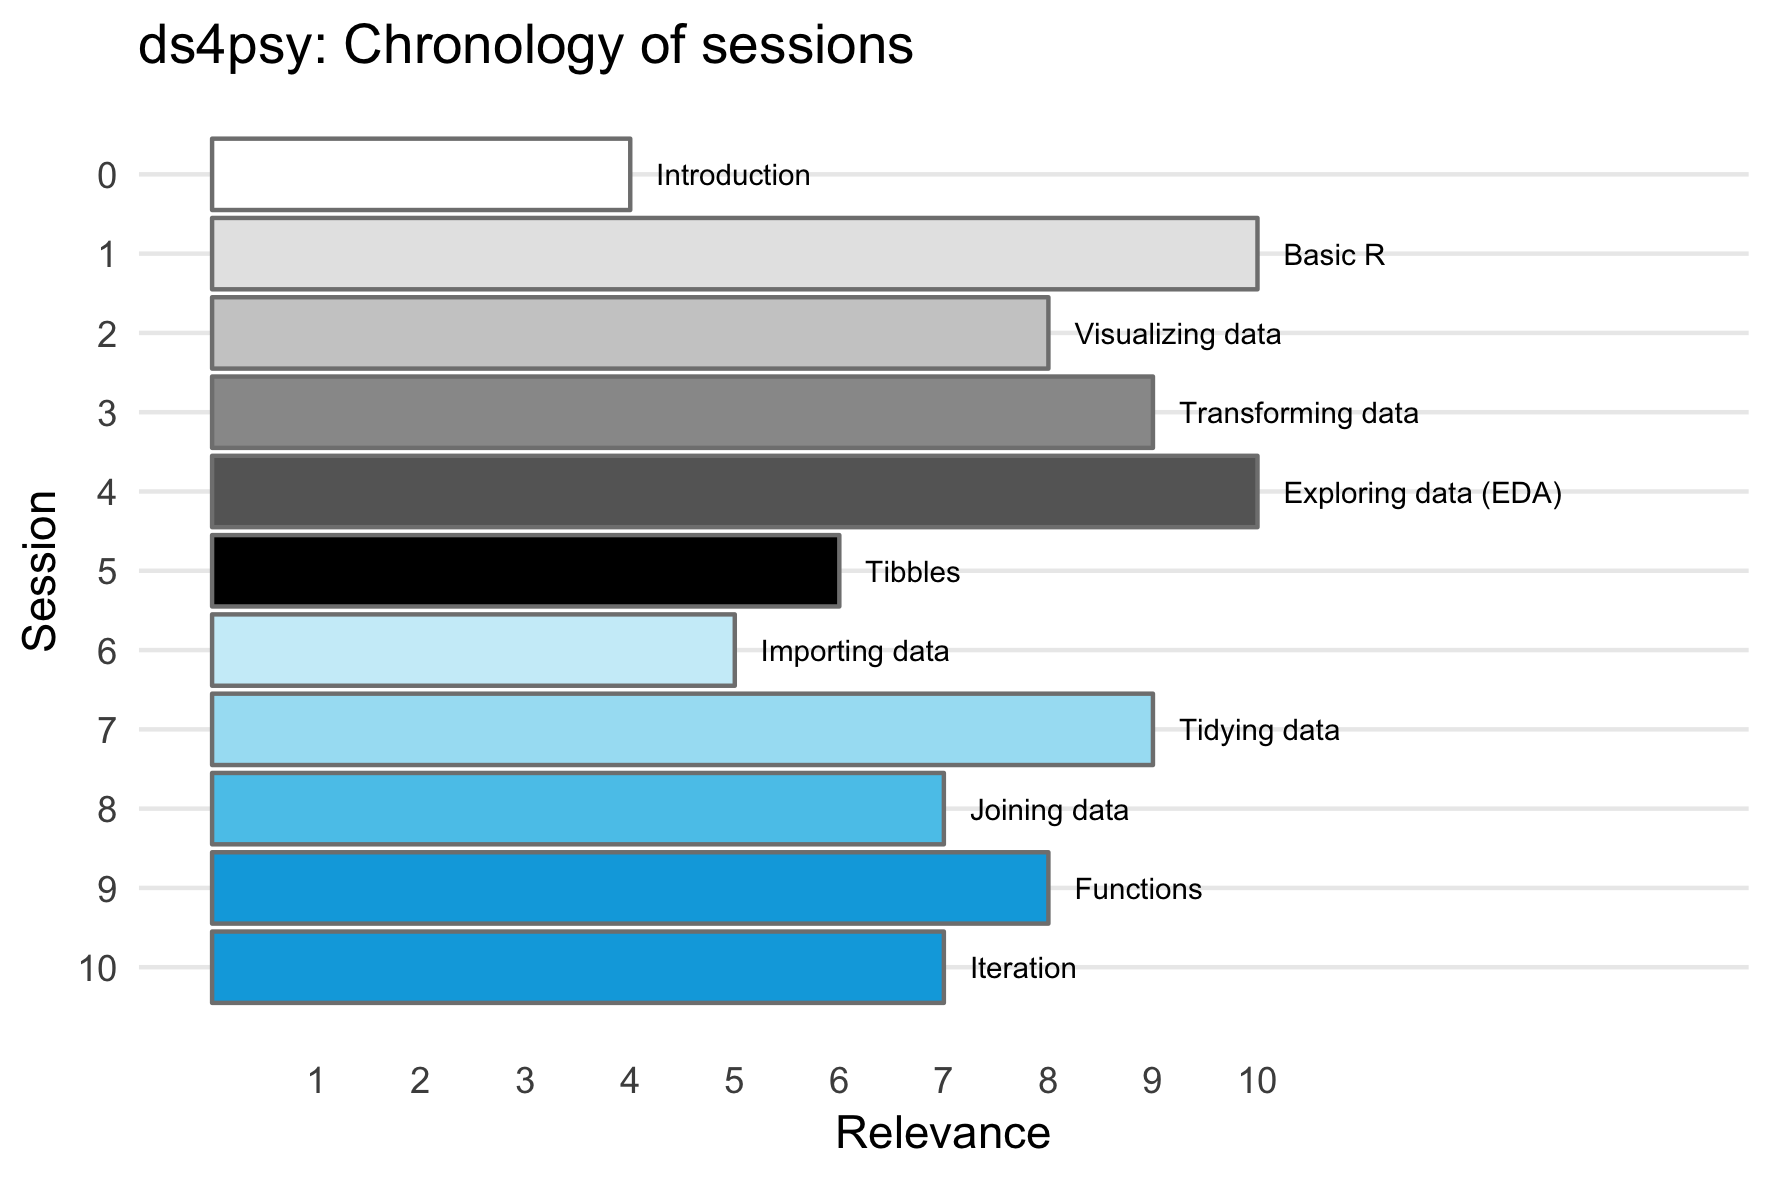 ds4psy: Chronology of sessions
Session
0 Introduction
1 Basic R
2 Visualizing data
3 Transforming data
4 Exploring data (EDA)
5 Tibbles
6 Importing data
7 Tidying data
8 Joining data
9 Functions
10 Iteration
1 2 3 4 5 6 7 8 9 10
Relevance